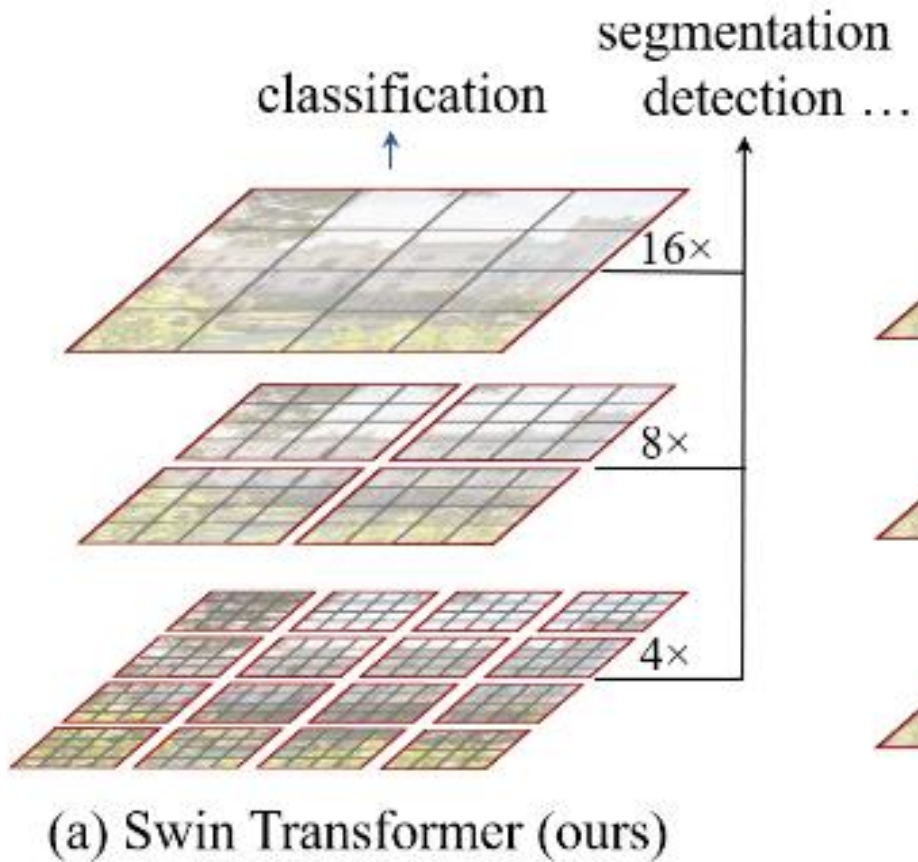 segmentation
classification
detection …
16×
8×
4×
(a) Swin Transformer (ours)